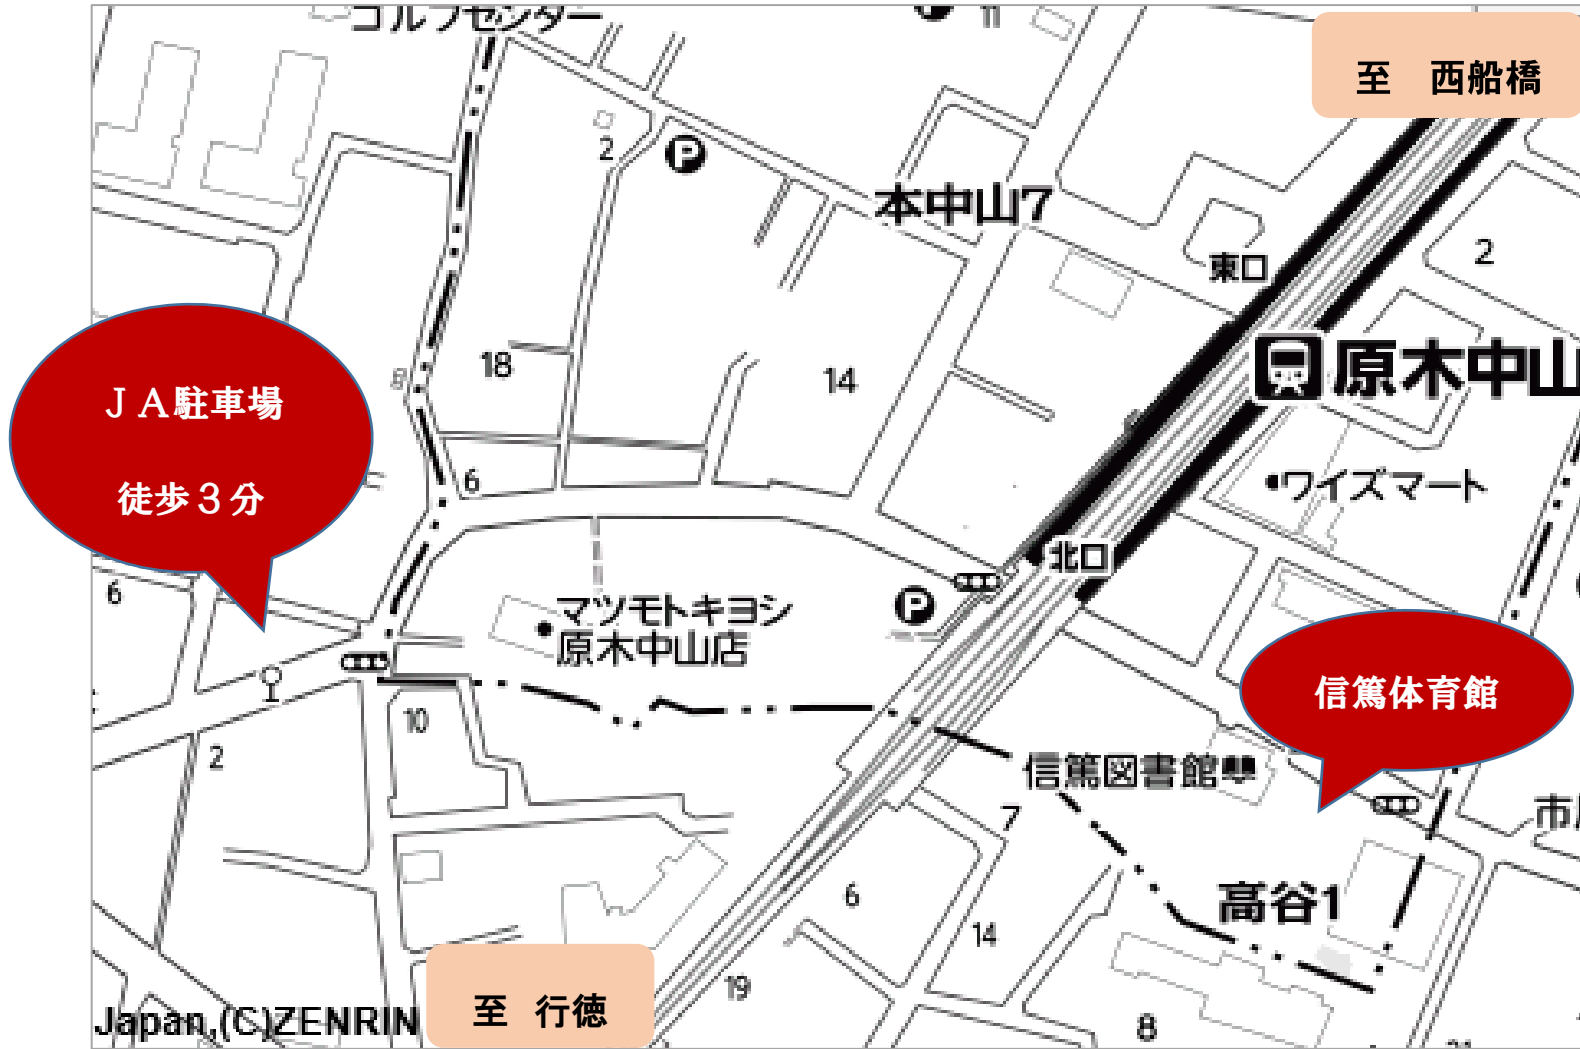 ゴルフセンター
11
至 西船橋
2
P
本中山7
東口
2
原木中山
8
18
14
ＪＡ駐車場
徒歩３分
6
ワイズマート
北口
6
マツモトキヨシ
原木中山店
P
信篤体育館
10
2
信篤図書館
7
市
高谷1
6
14
19
至 行徳
8
Japan,(C)ZENRIN